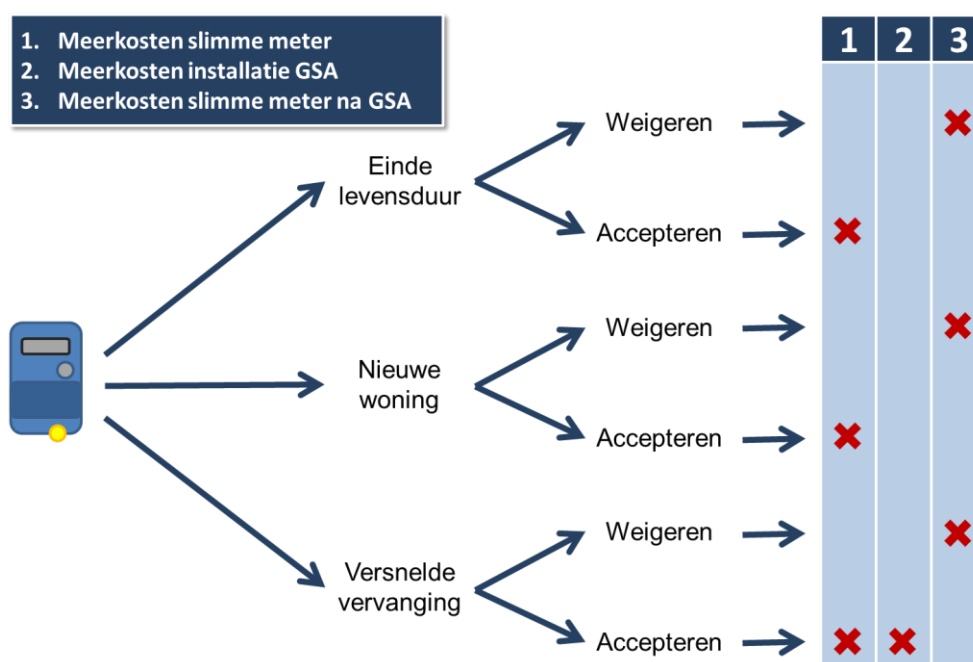 1. Meerkosten slimme meter
2. Meerkosten installatie GSA
3. Meerkosten slimme meter na GSA
1 2 3
Weigeren
Einde
levensduur
Accepteren
Weigeren
Nieuwe
woning
Accepteren
Weigeren
Versnelde
vervanging
Accepteren